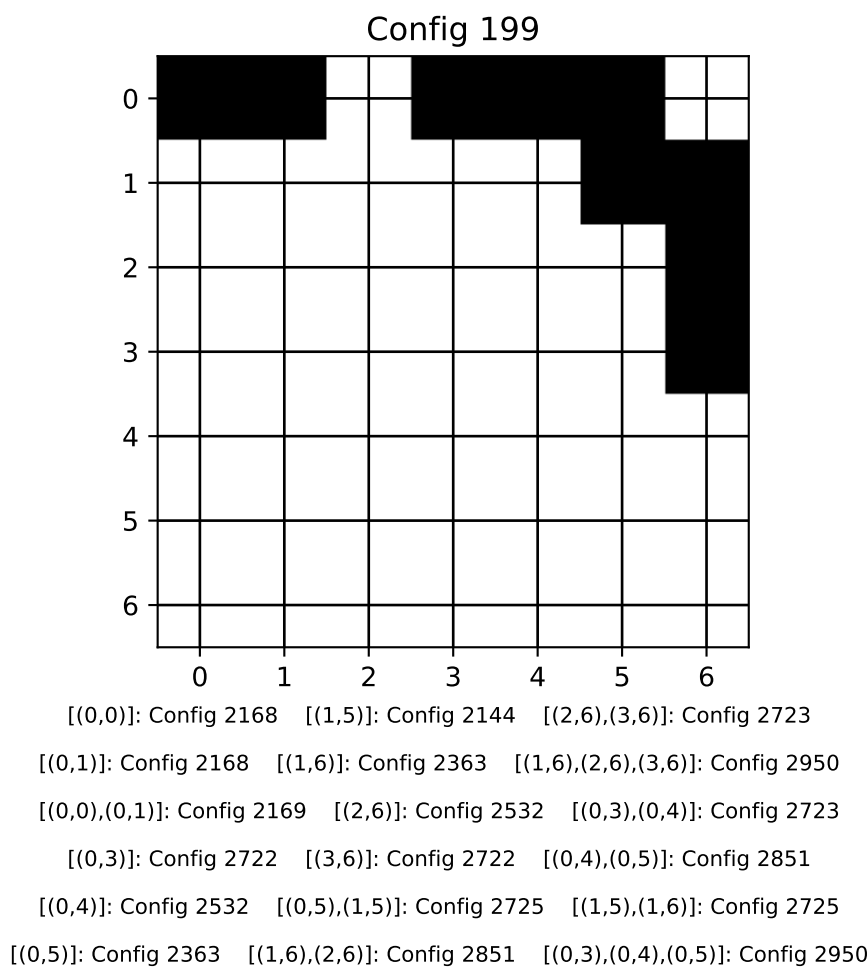 Config 199
0
1
2
3
4
5
6
0 1 2 3 4 5 6
[(0,0)]: Config 2168 [(1,5)]: Config 2144 [(2,6),(3,6)]: Config 2723
[(0,1)]: Config 2168 [(1,6)]: Config 2363 [(1,6),(2,6),(3,6)]: Config 2950
[(0,0),(0,1)]: Config 2169 [(2,6)]: Config 2532 [(0,3),(0,4)]: Config 2723
[(0,3)]: Config 2722 [(3,6)]: Config 2722 [(0,4),(0,5)]: Config 2851
[(0,4)]: Config 2532 [(0,5),(1,5)]: Config 2725 [(1,5),(1,6)]: Config 2725
[(0,5)]: Config 2363 [(1,6),(2,6)]: Config 2851 [(0,3),(0,4),(0,5)]: Config 2950